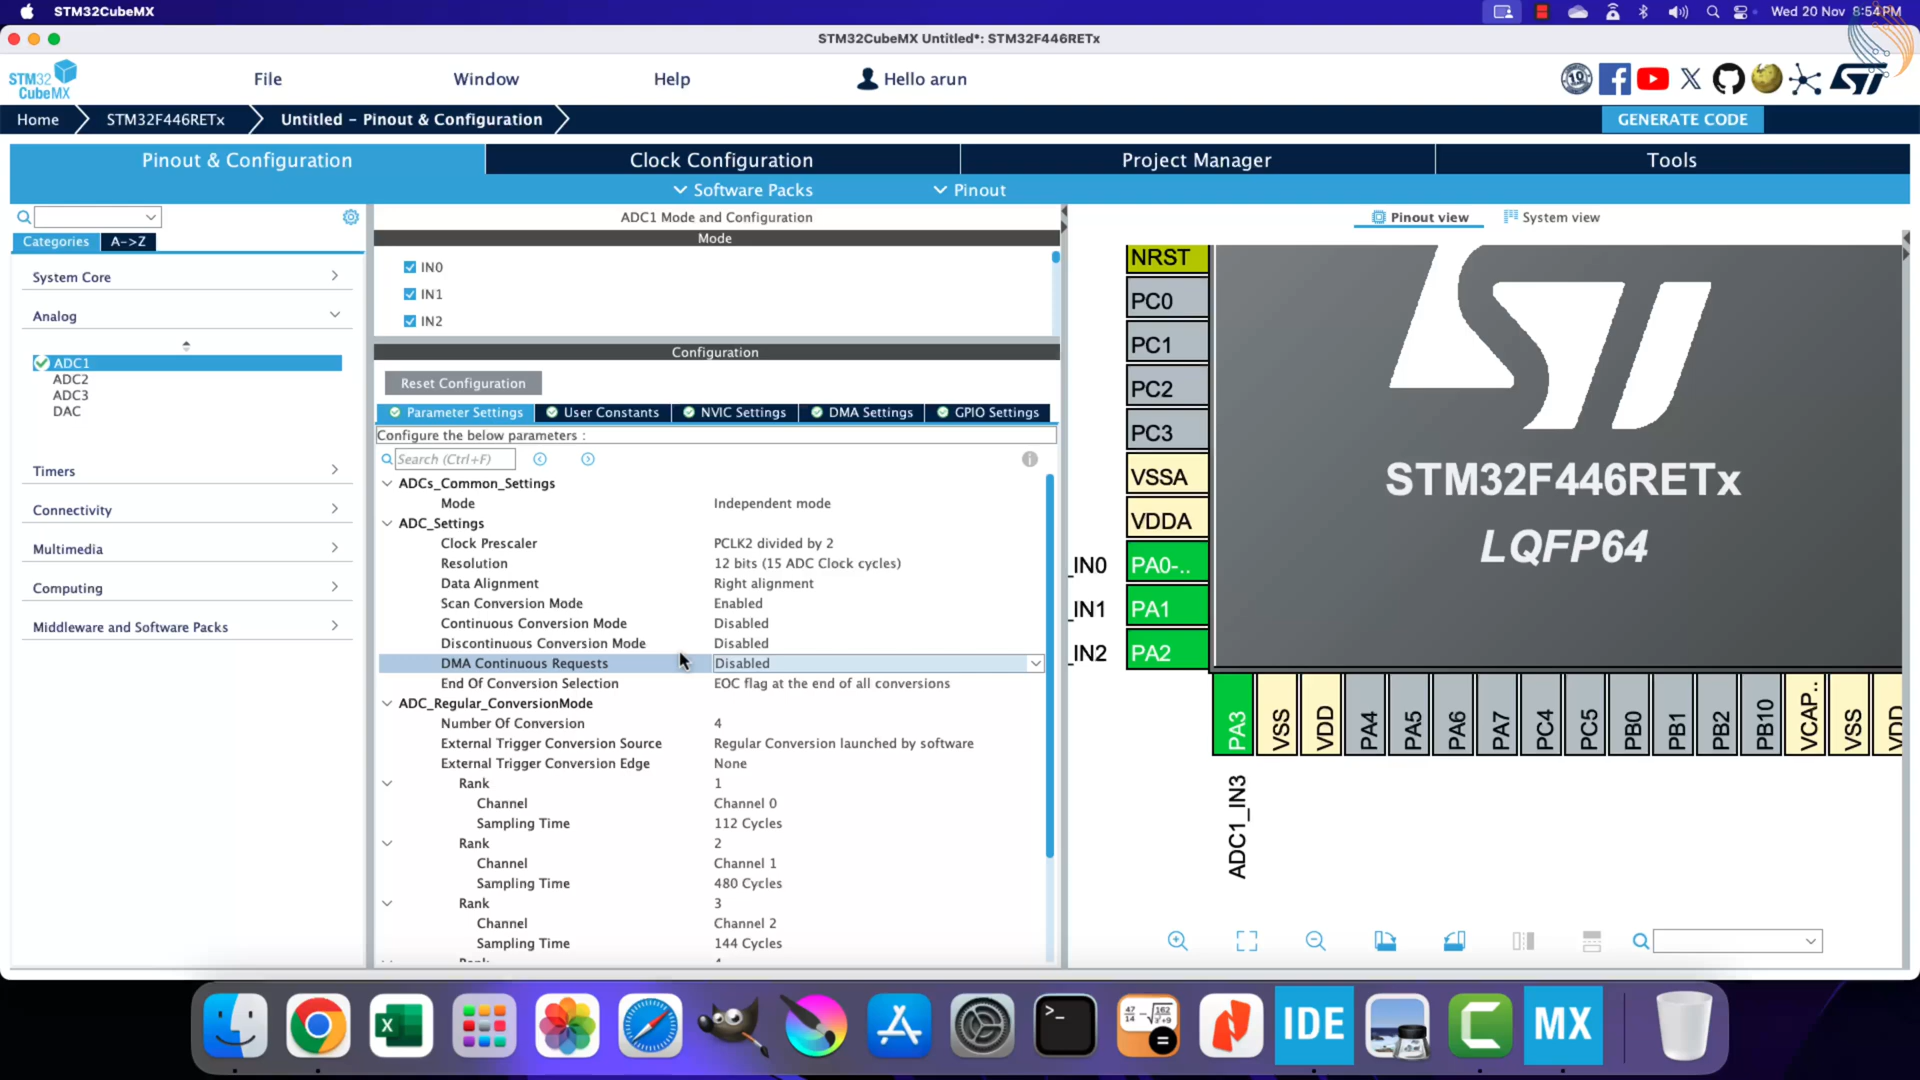 STM32CubeMX
Wed 20 Nov 8:54PM
STM32CubeMX Untitled*: STM32F446RETx
STM32
CubeMX
File
Window
Help
Hello arun
10
Home
STM32F446RETx
Untitled – Pinout & Configuration
GENERATE CODE
Pinout & Configuration
Clock Configuration
Project Manager
Tools
Software Packs
Pinout
Categories
A->Z
System Core
Analog
ADC1
ADC2
ADC3
DAC
Timers
Connectivity
Multimedia
Computing
Middleware and Software Packs
ADC1 Mode and Configuration
Mode
IN0
IN1
IN2
Configuration
Reset Configuration
Parameter Settings
User Constants
NVIC Settings
DMA Settings
GPIO Settings
Configure the below parameters :
Search (Ctrl+F)
ADCs_Common_Settings
Mode Independent mode
ADC_Settings
Clock Prescaler PCLK2 divided by 2
Resolution 12 bits (15 ADC Clock cycles)
Data Alignment Right alignment
Scan Conversion Mode Enabled
Continuous Conversion Mode Disabled
Discontinuous Conversion Mode Disabled
DMA Continuous Requests Disabled
End Of Conversion Selection EOC flag at the end of all conversions
ADC_Regular_ConversionMode
Number Of Conversion 4
External Trigger Conversion Source Regular Conversion launched by software
External Trigger Conversion Edge None
Rank 1
Channel Channel 0
Sampling Time 112 Cycles
Rank 2
Channel Channel 1
Sampling Time 480 Cycles
Rank 3
Channel Channel 2
Sampling Time 144 Cycles
Pinout view
System view
NRST
PC0
PC1
PC2
PC3
VSSA
VDDA
_IN0 PA0-..
_IN1 PA1
_IN2 PA2
STM32F446RETx
LQFP64
PA3
VSS
VDD
PA4
PA5
PA6
PA7
PC4
PC5
PB0
PB1
PB2
PB10
VCAP..
VSS
VDD
ADC1_IN3
IDE
MX